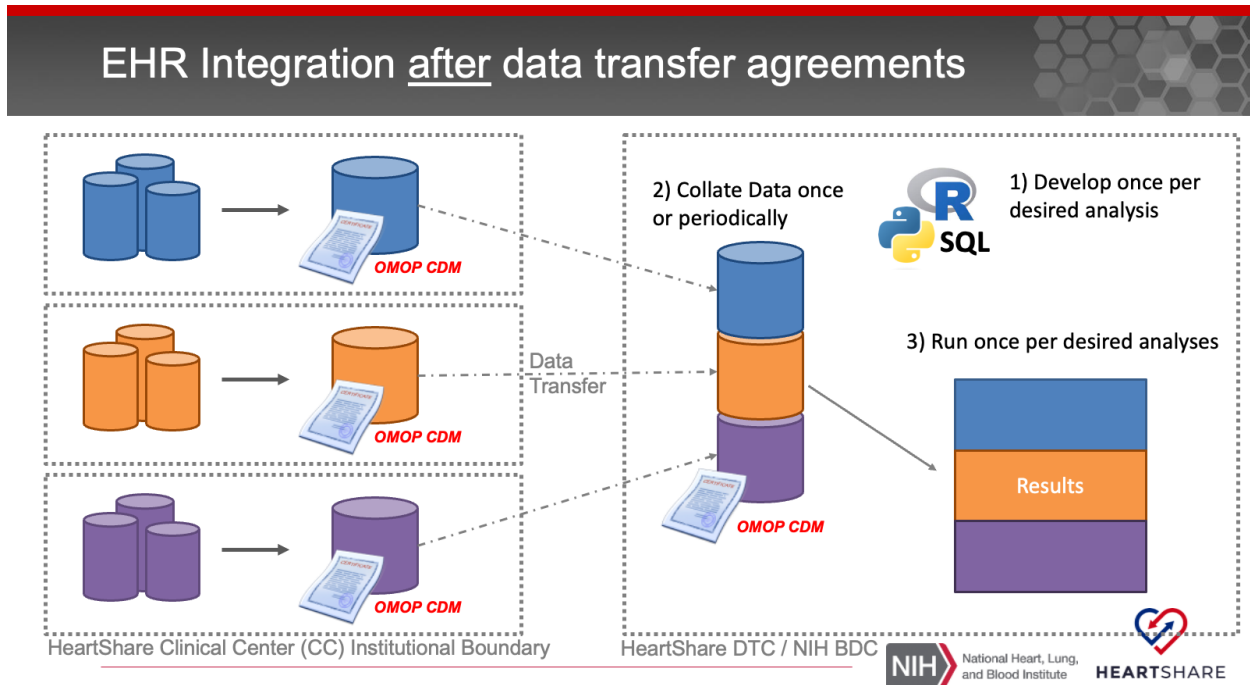 EHR Integration after data transfer agreements
OMOP CDM
OMOP CDM
OMOP CDM
HeartShare Clinical Center (CC) Institutional Boundary
Data
Transfer
2) Collate Data once
or periodically
R
SQL
1) Develop once per
desired analysis
3) Run once per desired analyses
OMOP CDM
Results
HeartShare DTC / NIH BDC
NIH
National Heart, Lung,
and Blood Institute
HEARTSHARE